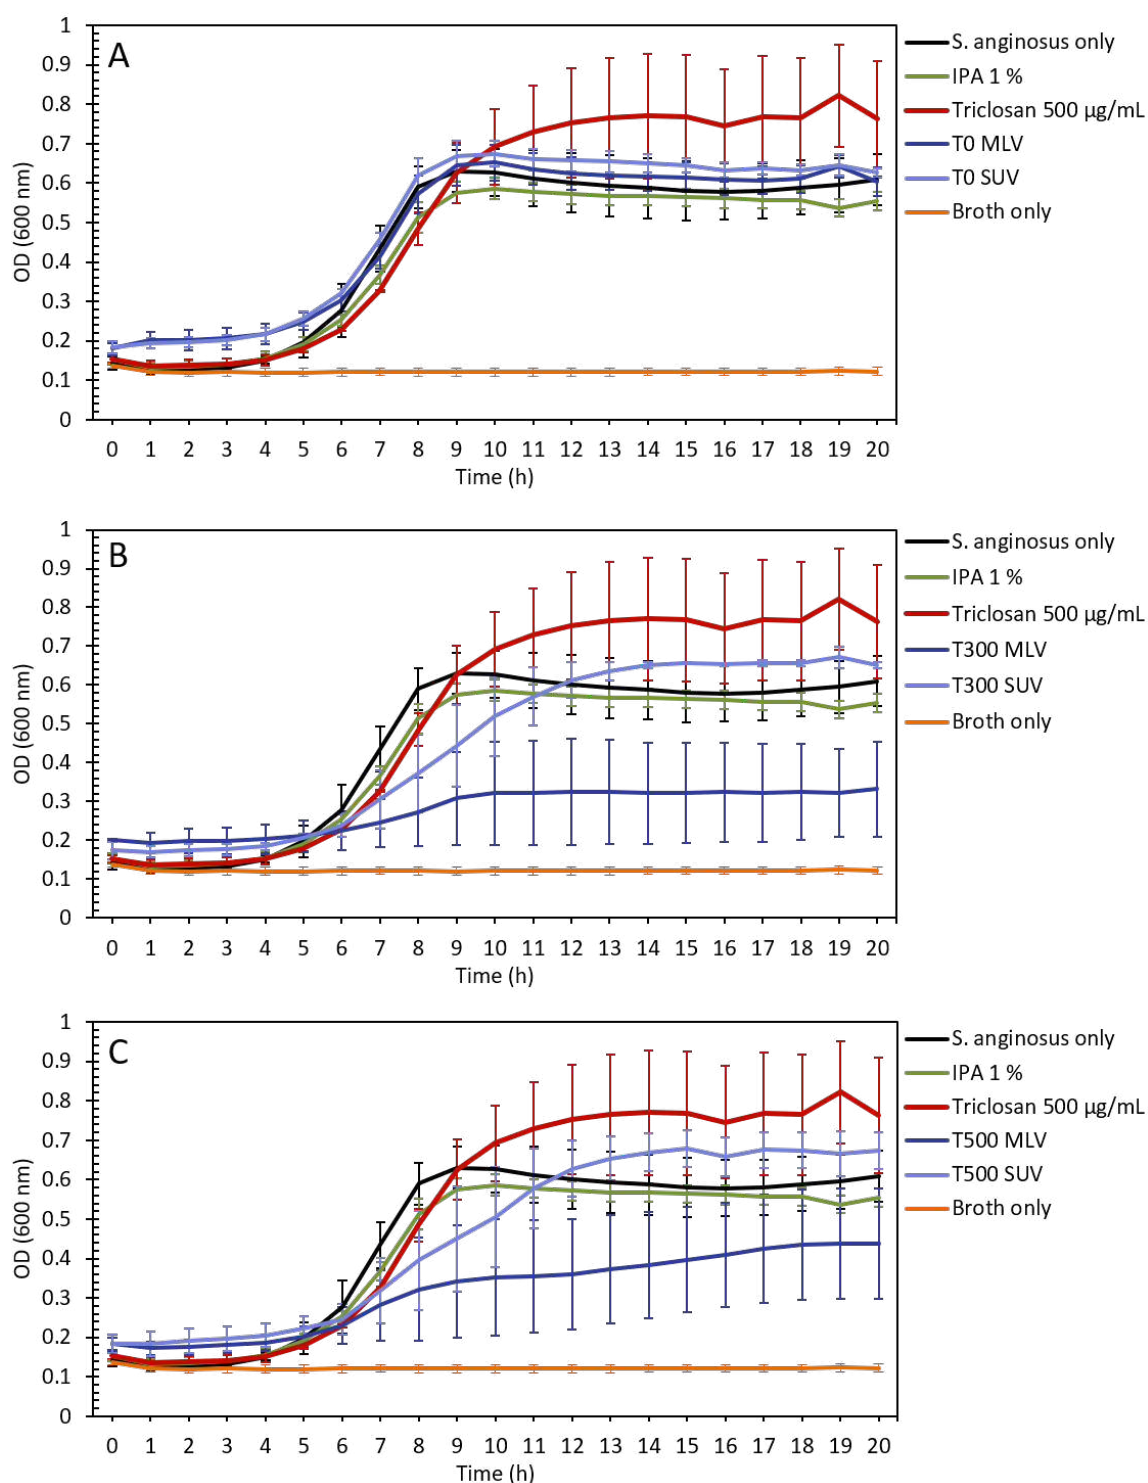 A
1
0.9
0.8
0.7
0.6
0.5
0.4
0.3
0.2
0.1
0
OD (600 nm)
0 1 2 3 4 5 6 7 8 9 10 11 12 13 14 15 16 17 18 19 20
Time (h)
S. anginosus only
IPA 1 %
Triclosan 500 µg/mL
T0 MLV
T0 SUV
Broth only
B
1
0.9
0.8
0.7
0.6
0.5
0.4
0.3
0.2
0.1
0
OD (600 nm)
0 1 2 3 4 5 6 7 8 9 10 11 12 13 14 15 16 17 18 19 20
Time (h)
S. anginosus only
IPA 1 %
Triclosan 500 µg/mL
T300 MLV
T300 SUV
Broth only
C
1
0.9
0.8
0.7
0.6
0.5
0.4
0.3
0.2
0.1
0
OD (600 nm)
0 1 2 3 4 5 6 7 8 9 10 11 12 13 14 15 16 17 18 19 20
Time (h)
S. anginosus only
IPA 1 %
Triclosan 500 µg/mL
T500 MLV
T500 SUV
Broth only